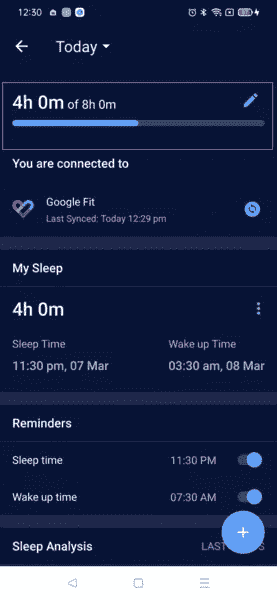 12:30
Today
4h 0m of 8h 0m
You are connected to
Google Fit
Last Synced: Today 12:29 pm
My Sleep
4h 0m
Sleep Time Wake up Time
11:30 pm, 07 Mar 03:30 am, 08 Mar
Reminders
Sleep time 11:30 PM
Wake up time 07:30 AM
Sleep Analysis LAST